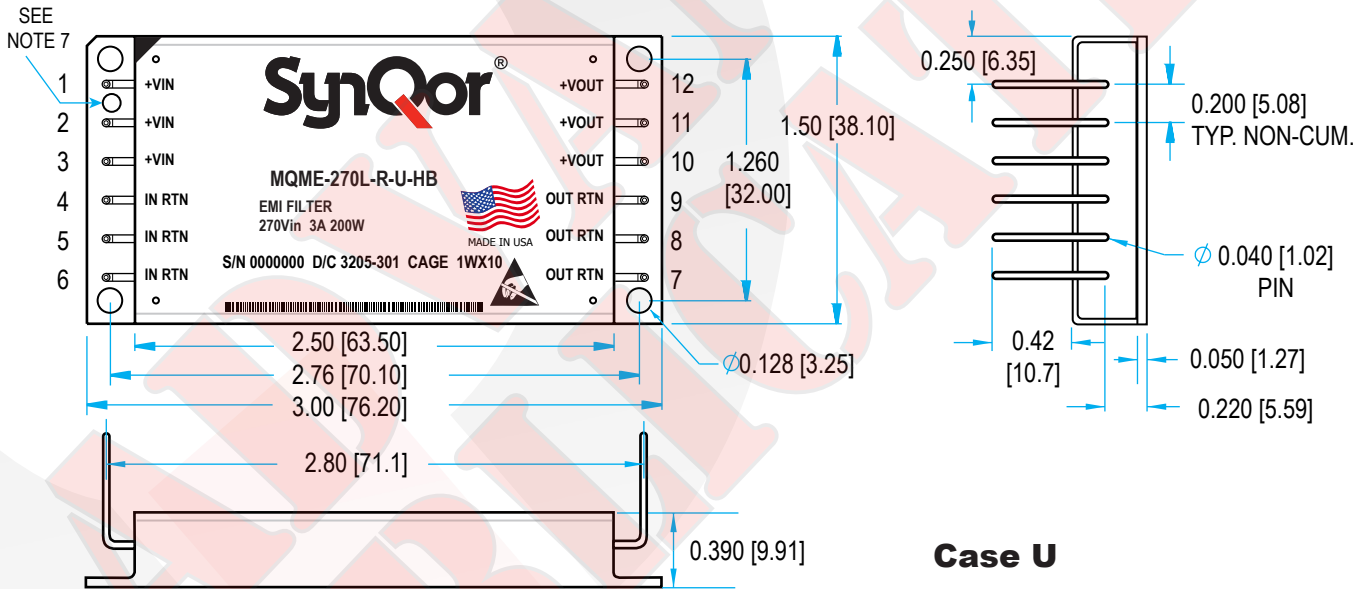 SEE
NOTE 7
SynQor®
1 +VIN
2 +VIN
3 +VIN
4 IN RTN
5 IN RTN
6 IN RTN
+VOUT 12
+VOUT 11
+VOUT 10
OUT RTN 9
OUT RTN 8
OUT RTN 7
MQME-270L-R-U-HB
EMI FILTER
270Vin 3A 200W
MADE IN USA
S/N 0000000 D/C 3205-301 CAGE 1WX10
1.50 [38.10]
1.260
[32.00]
2.50 [63.50]
2.76 [70.10]
3.00 [76.20]
∅0.128 [3.25]
2.80 [71.1]
0.390 [9.91]
0.250 [6.35]
0.200 [5.08]
TYP. NON-CUM.
∅ 0.040 [1.02]
PIN
0.42
[10.7]
0.050 [1.27]
0.220 [5.59]
Case U